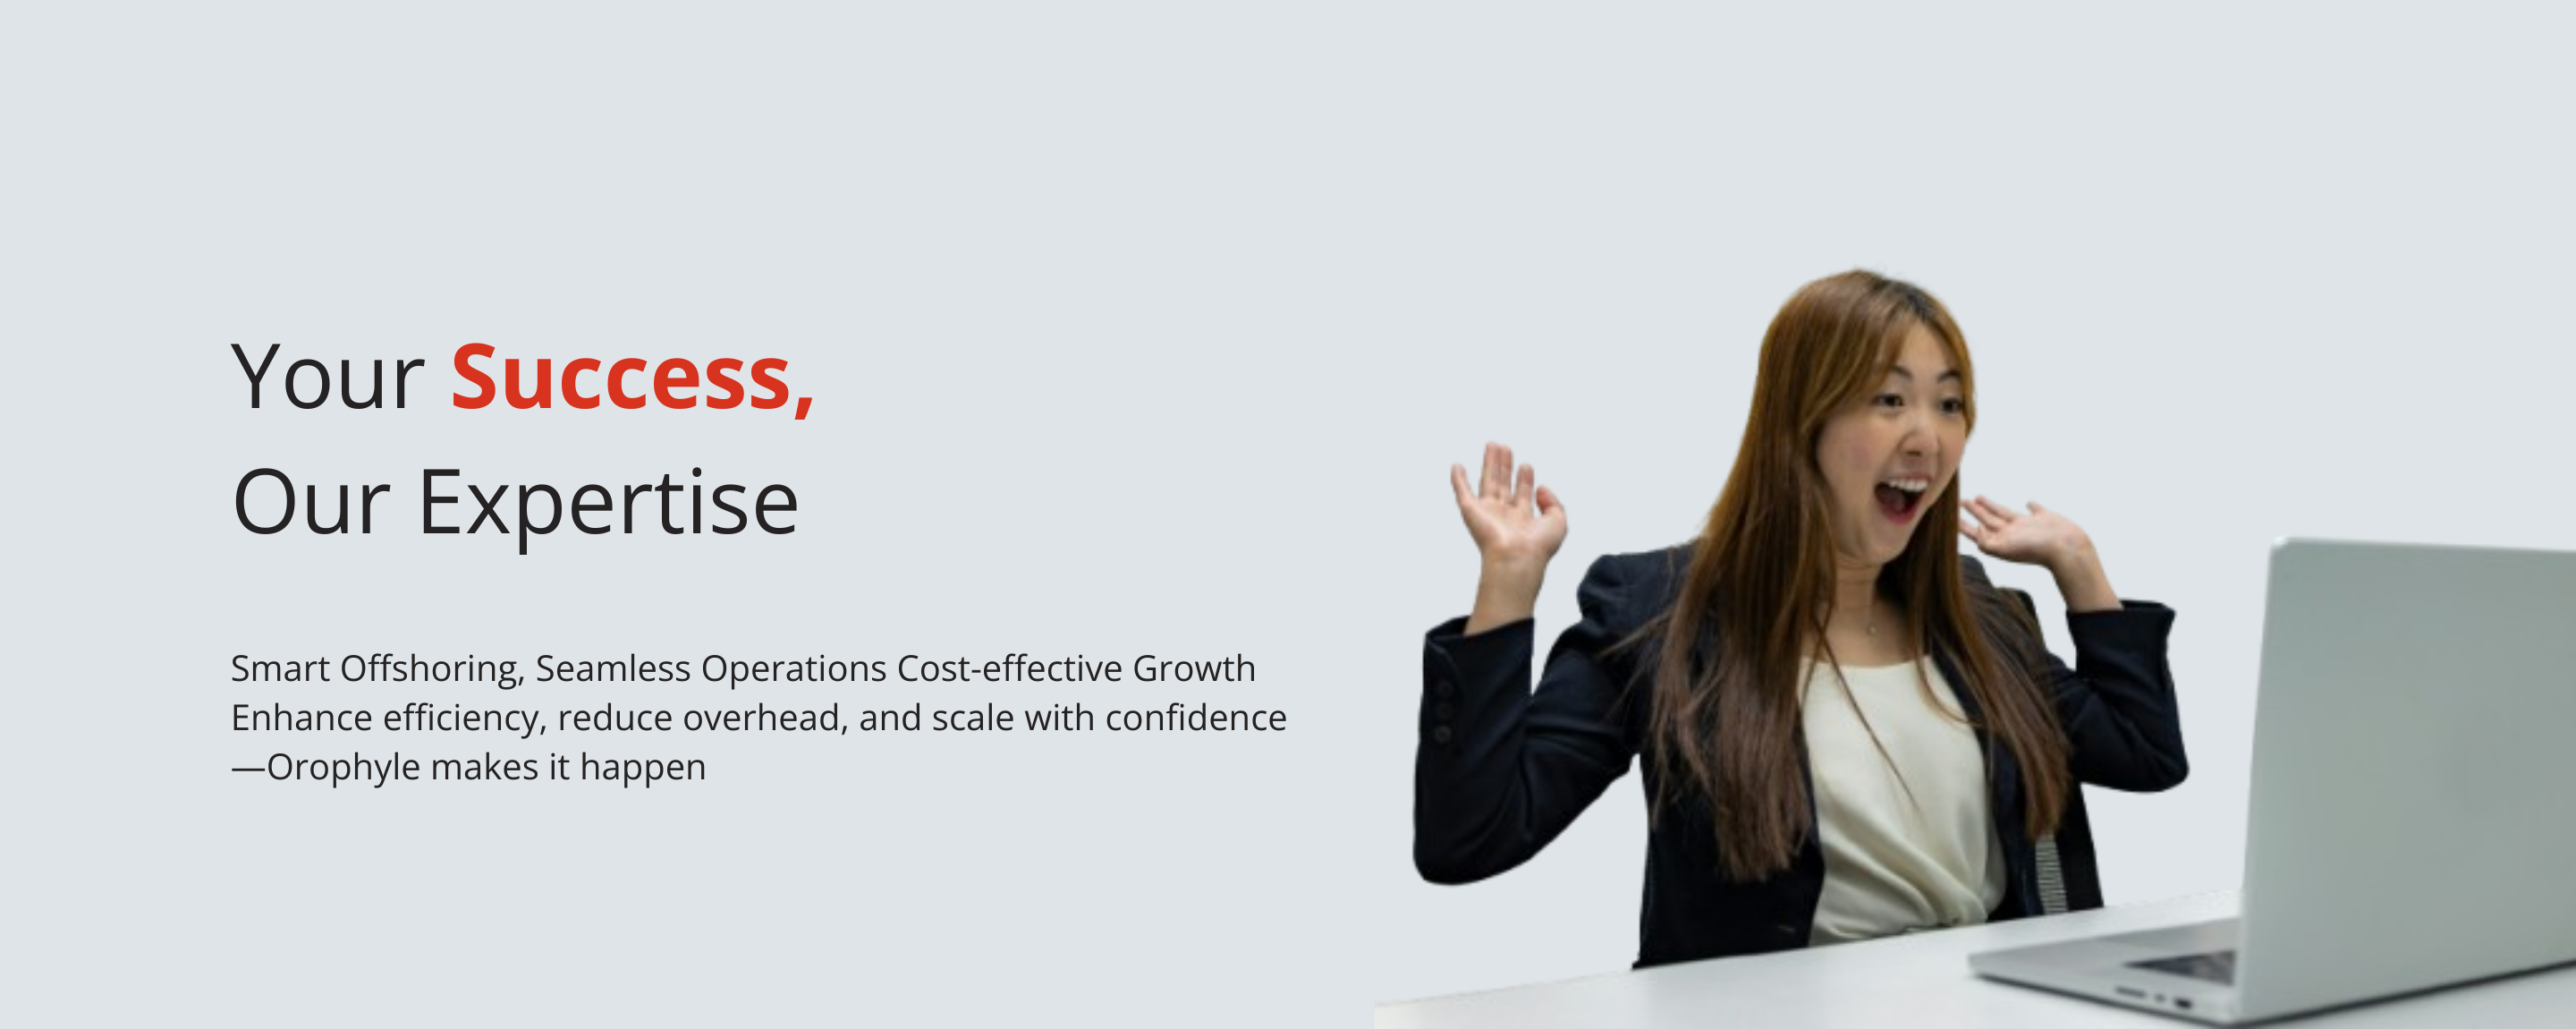 Your Success,
Our Expertise
Smart Offshoring, Seamless Operations Cost-effective Growth
Enhance efficiency, reduce overhead, and scale with confidence
—Orophyle makes it happen